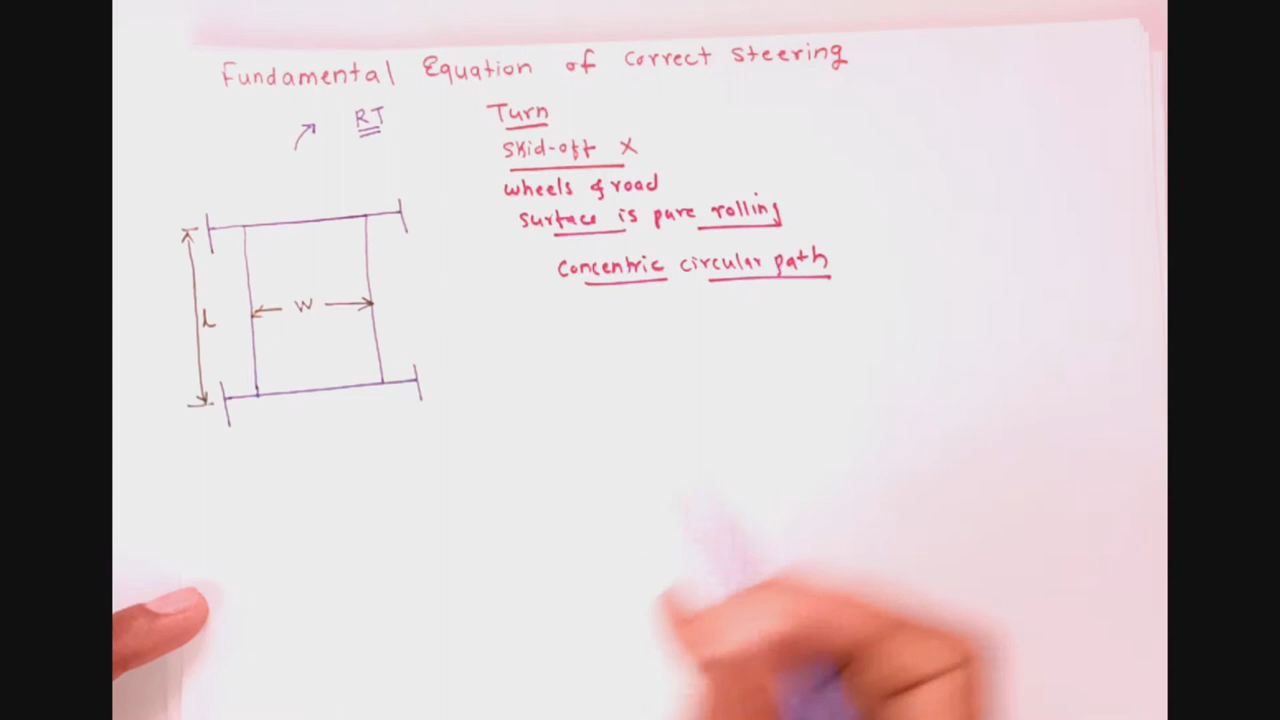 Fundamental Equation of correct steering
RT
Turn
skid-off X
wheels & road
surface is pure rolling
concentric circular path
L
W